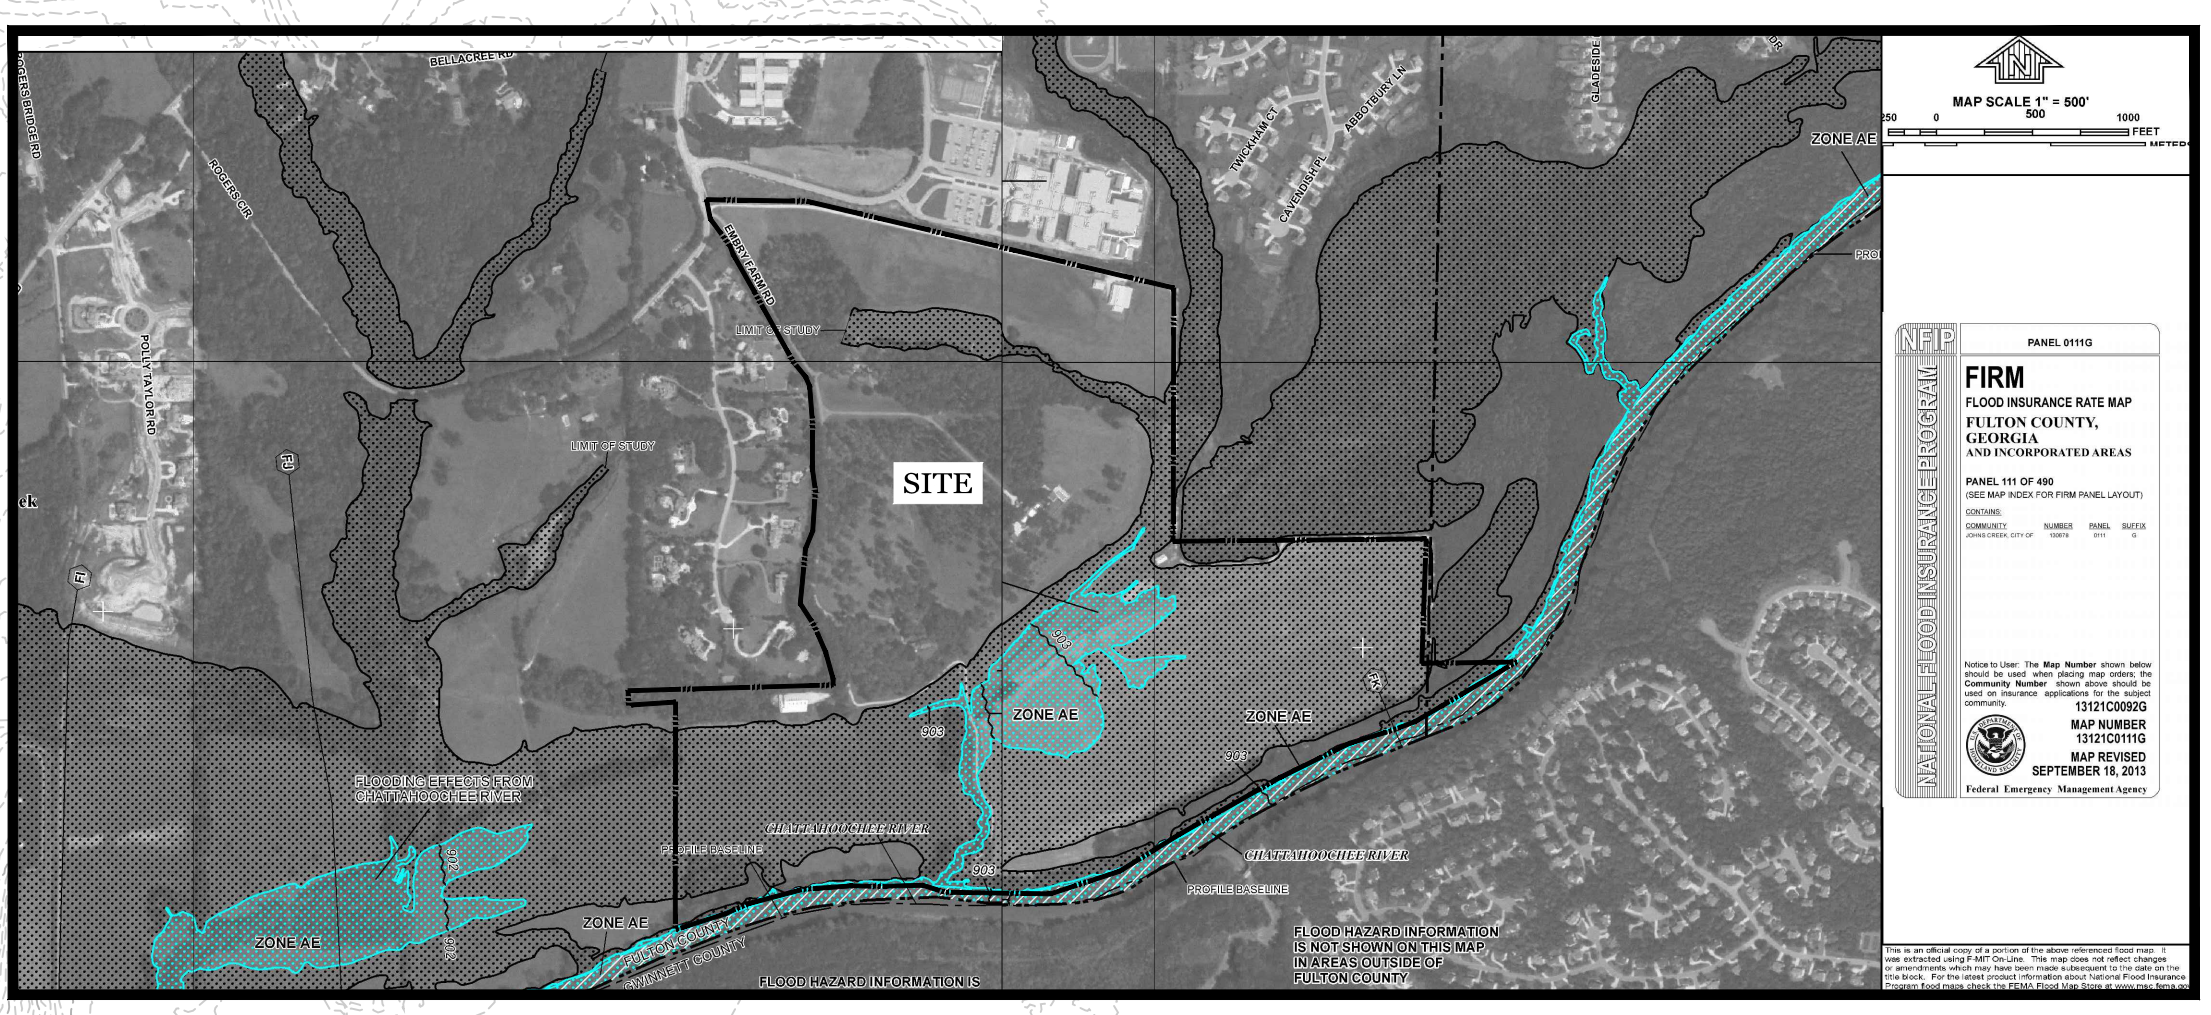 BELLACREE RD
ROGERS BRIDGE RD
ROGERS CIR
POLLY TAYLOR RD
EMBRY FARM RD
TWICKHAM CT
ABBOTBURY LN
CAVENDISH PL
GLADESIDE
DR
ZONE AE
PRO
LIMIT OF STUDY
LIMIT OF STUDY
SITE
FJ
FI
ek
903
ZONE AE
903
FK
ZONE AE
903
FLOODING EFFECTS FROM
CHATTAHOOCHEE RIVER
CHATTAHOOCHEE RIVER
PROFILE BASELINE
902
903
CHATTAHOOCHEE RIVER
PROFILE BASELINE
ZONE AE
ZONE AE
902
FULTON COUNTY
GWINNETT COUNTY
FLOOD HAZARD INFORMATION IS
FLOOD HAZARD INFORMATION
IS NOT SHOWN ON THIS MAP
IN AREAS OUTSIDE OF
FULTON COUNTY
N
MAP SCALE 1" = 500'
250 0 500 1000
FEET
METERS
NFIP
NATIONAL FLOOD INSURANCE PROGRAM
PANEL 0111G
FIRM
FLOOD INSURANCE RATE MAP
FULTON COUNTY,
GEORGIA
AND INCORPORATED AREAS
PANEL 111 OF 490
(SEE MAP INDEX FOR FIRM PANEL LAYOUT)
CONTAINS:
COMMUNITY NUMBER PANEL SUFFIX
JOHNS CREEK, CITY OF 130678 0111 G
Notice to User: The Map Number shown below
should be used when placing map orders; the
Community Number shown above should be
used on insurance applications for the subject
community.
13121C0092G
MAP NUMBER
13121C0111G
MAP REVISED
SEPTEMBER 18, 2013
Federal Emergency Management Agency
This is an official copy of a portion of the above referenced flood map. It
was extracted using F-MIT On-Line. This map does not reflect changes
or amendments which may have been made subsequent to the date on the
title block. For the latest product information about National Flood Insurance
Program flood maps check the FEMA Flood Map Store at www.msc.fema.gov